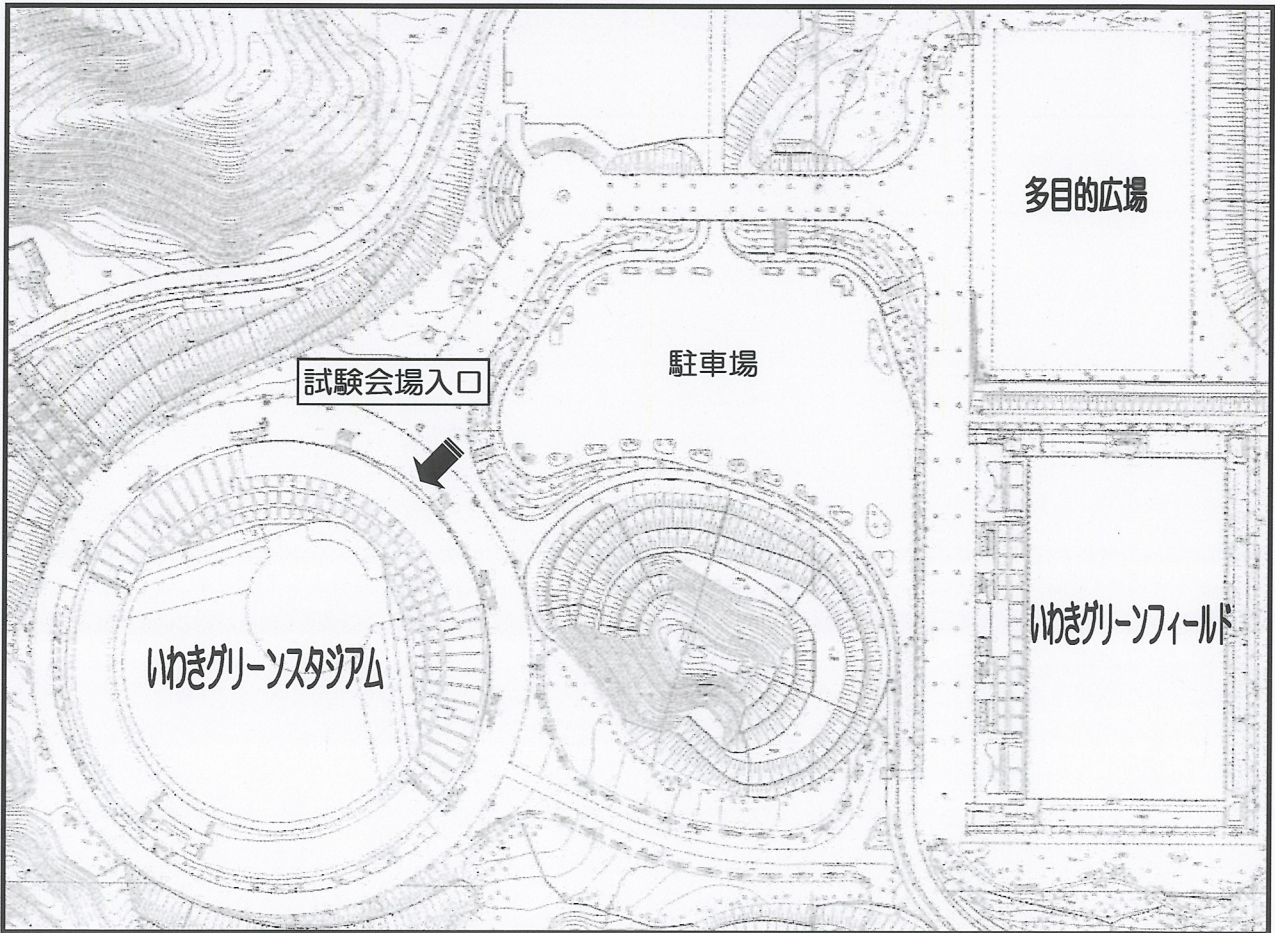 多目的広場
駐車場
試験会場入口
いわきグリーンスタジアム
いわきグリーンフィールド